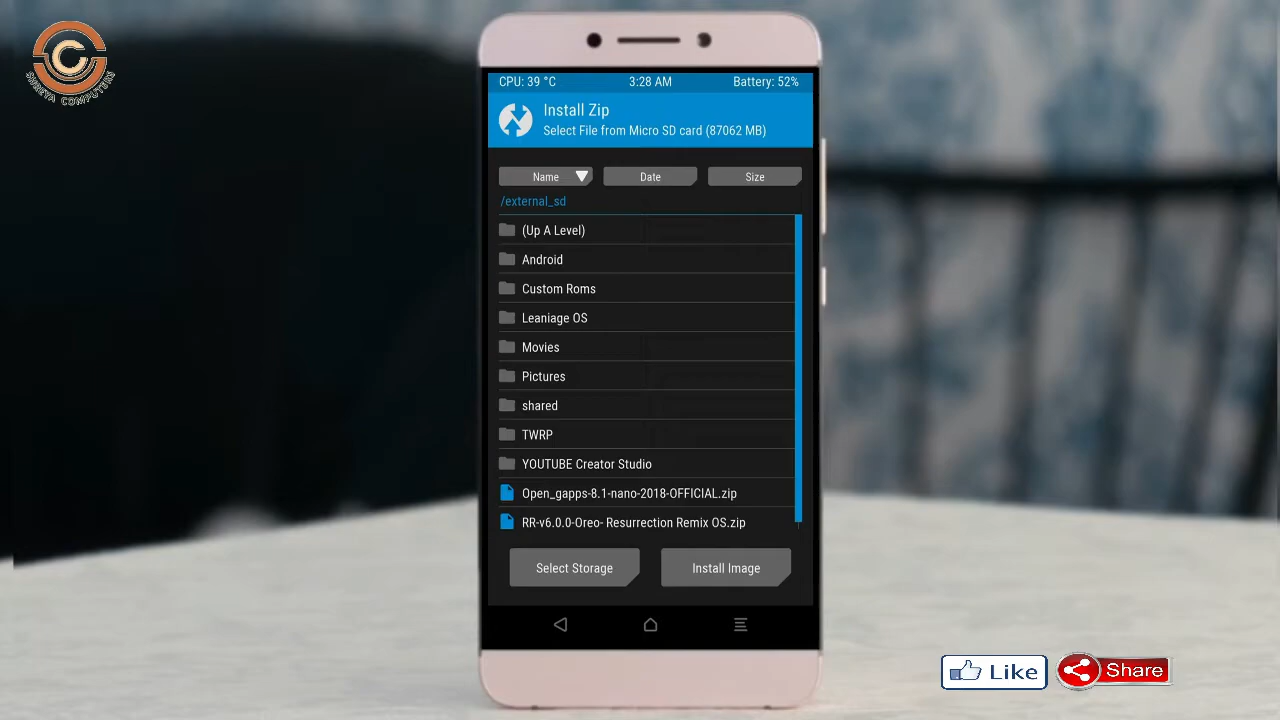 C
SHREYA COMPUTERS
CPU: 39 °C 3:28 AM Battery: 52%
Install Zip
Select File from Micro SD card (87062 MB)
Name Date Size
/external_sd
(Up A Level)
Android
Custom Roms
Leaniage OS
Movies
Pictures
shared
TWRP
YOUTUBE Creator Studio
Open_gapps-8.1-nano-2018-OFFICIAL.zip
RR-v6.0.0-Oreo- Resurrection Remix OS.zip
Select Storage Install Image
Like Share